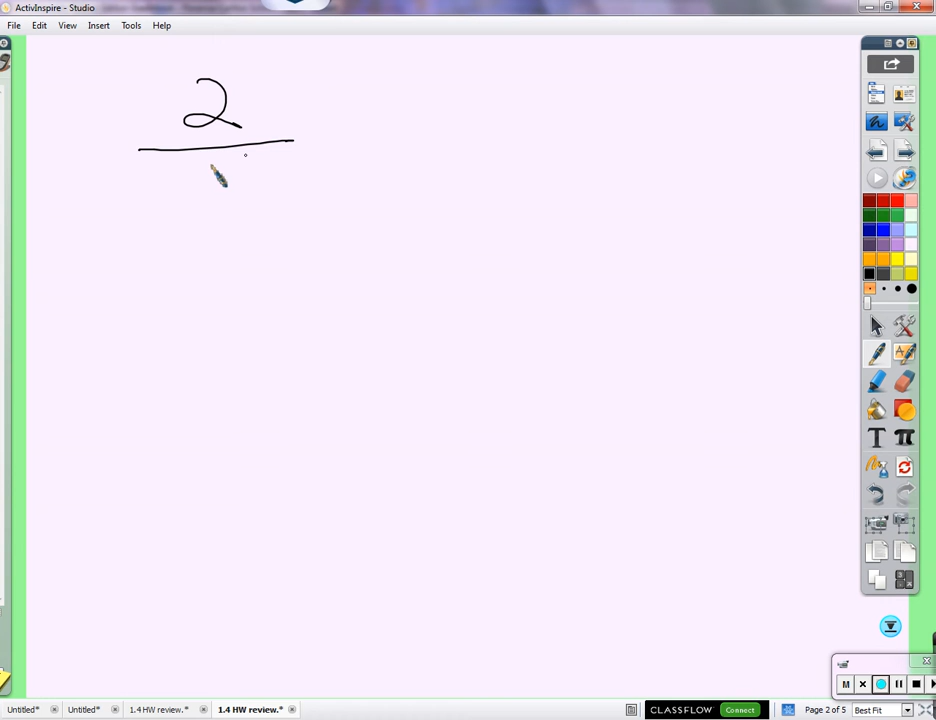 ActivInspire - Studio
File Edit View Insert Tools Help
2
T π
M
Untitled* Untitled* 1.4 HW review.* 1.4 HW review.* CLASSFLOW Connect Page 2 of 5 Best Fit